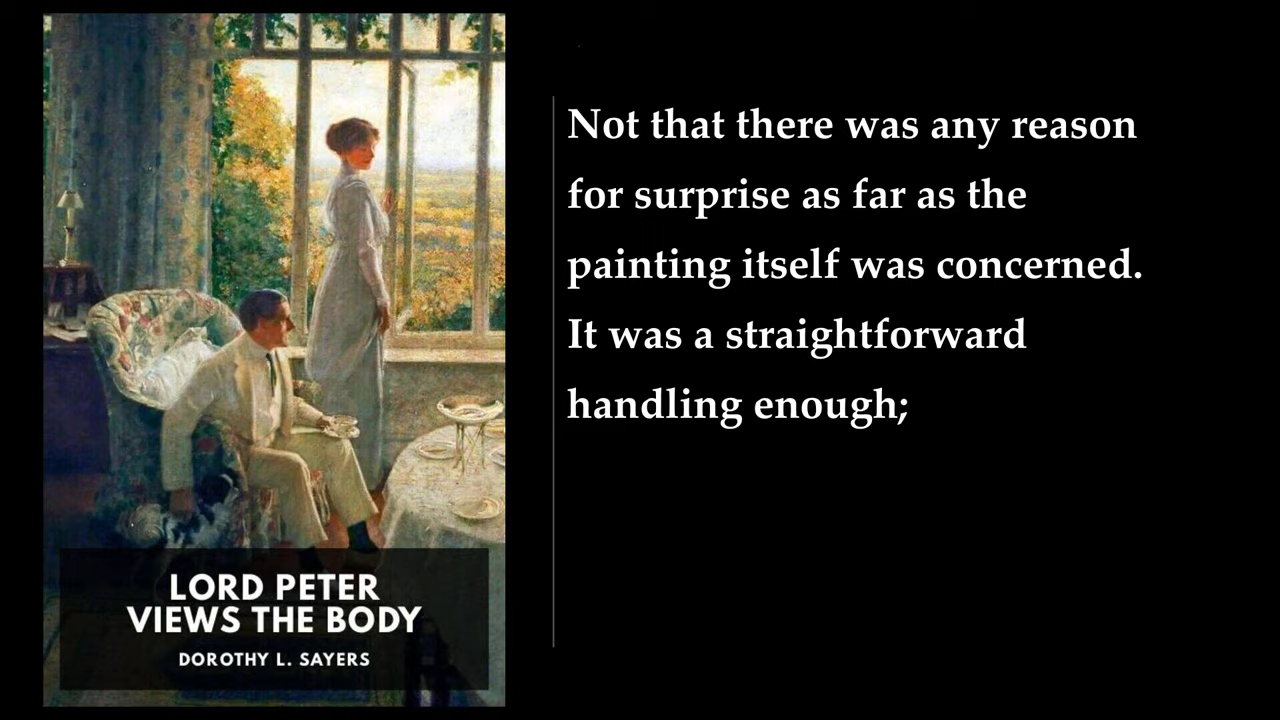 LORD PETER
VIEWS THE BODY
DOROTHY L. SAYERS
Not that there was any reason
for surprise as far as the
painting itself was concerned.
It was a straightforward
handling enough;